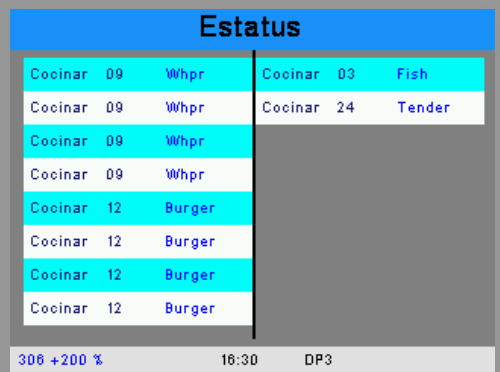 Estatus
Cocinar 09 Whpr
Cocinar 09 Whpr
Cocinar 09 Whpr
Cocinar 09 Whpr
Cocinar 12 Burger
Cocinar 12 Burger
Cocinar 12 Burger
Cocinar 12 Burger
Cocinar 03 Fish
Cocinar 24 Tender
306 +200 % 16:30 DP3